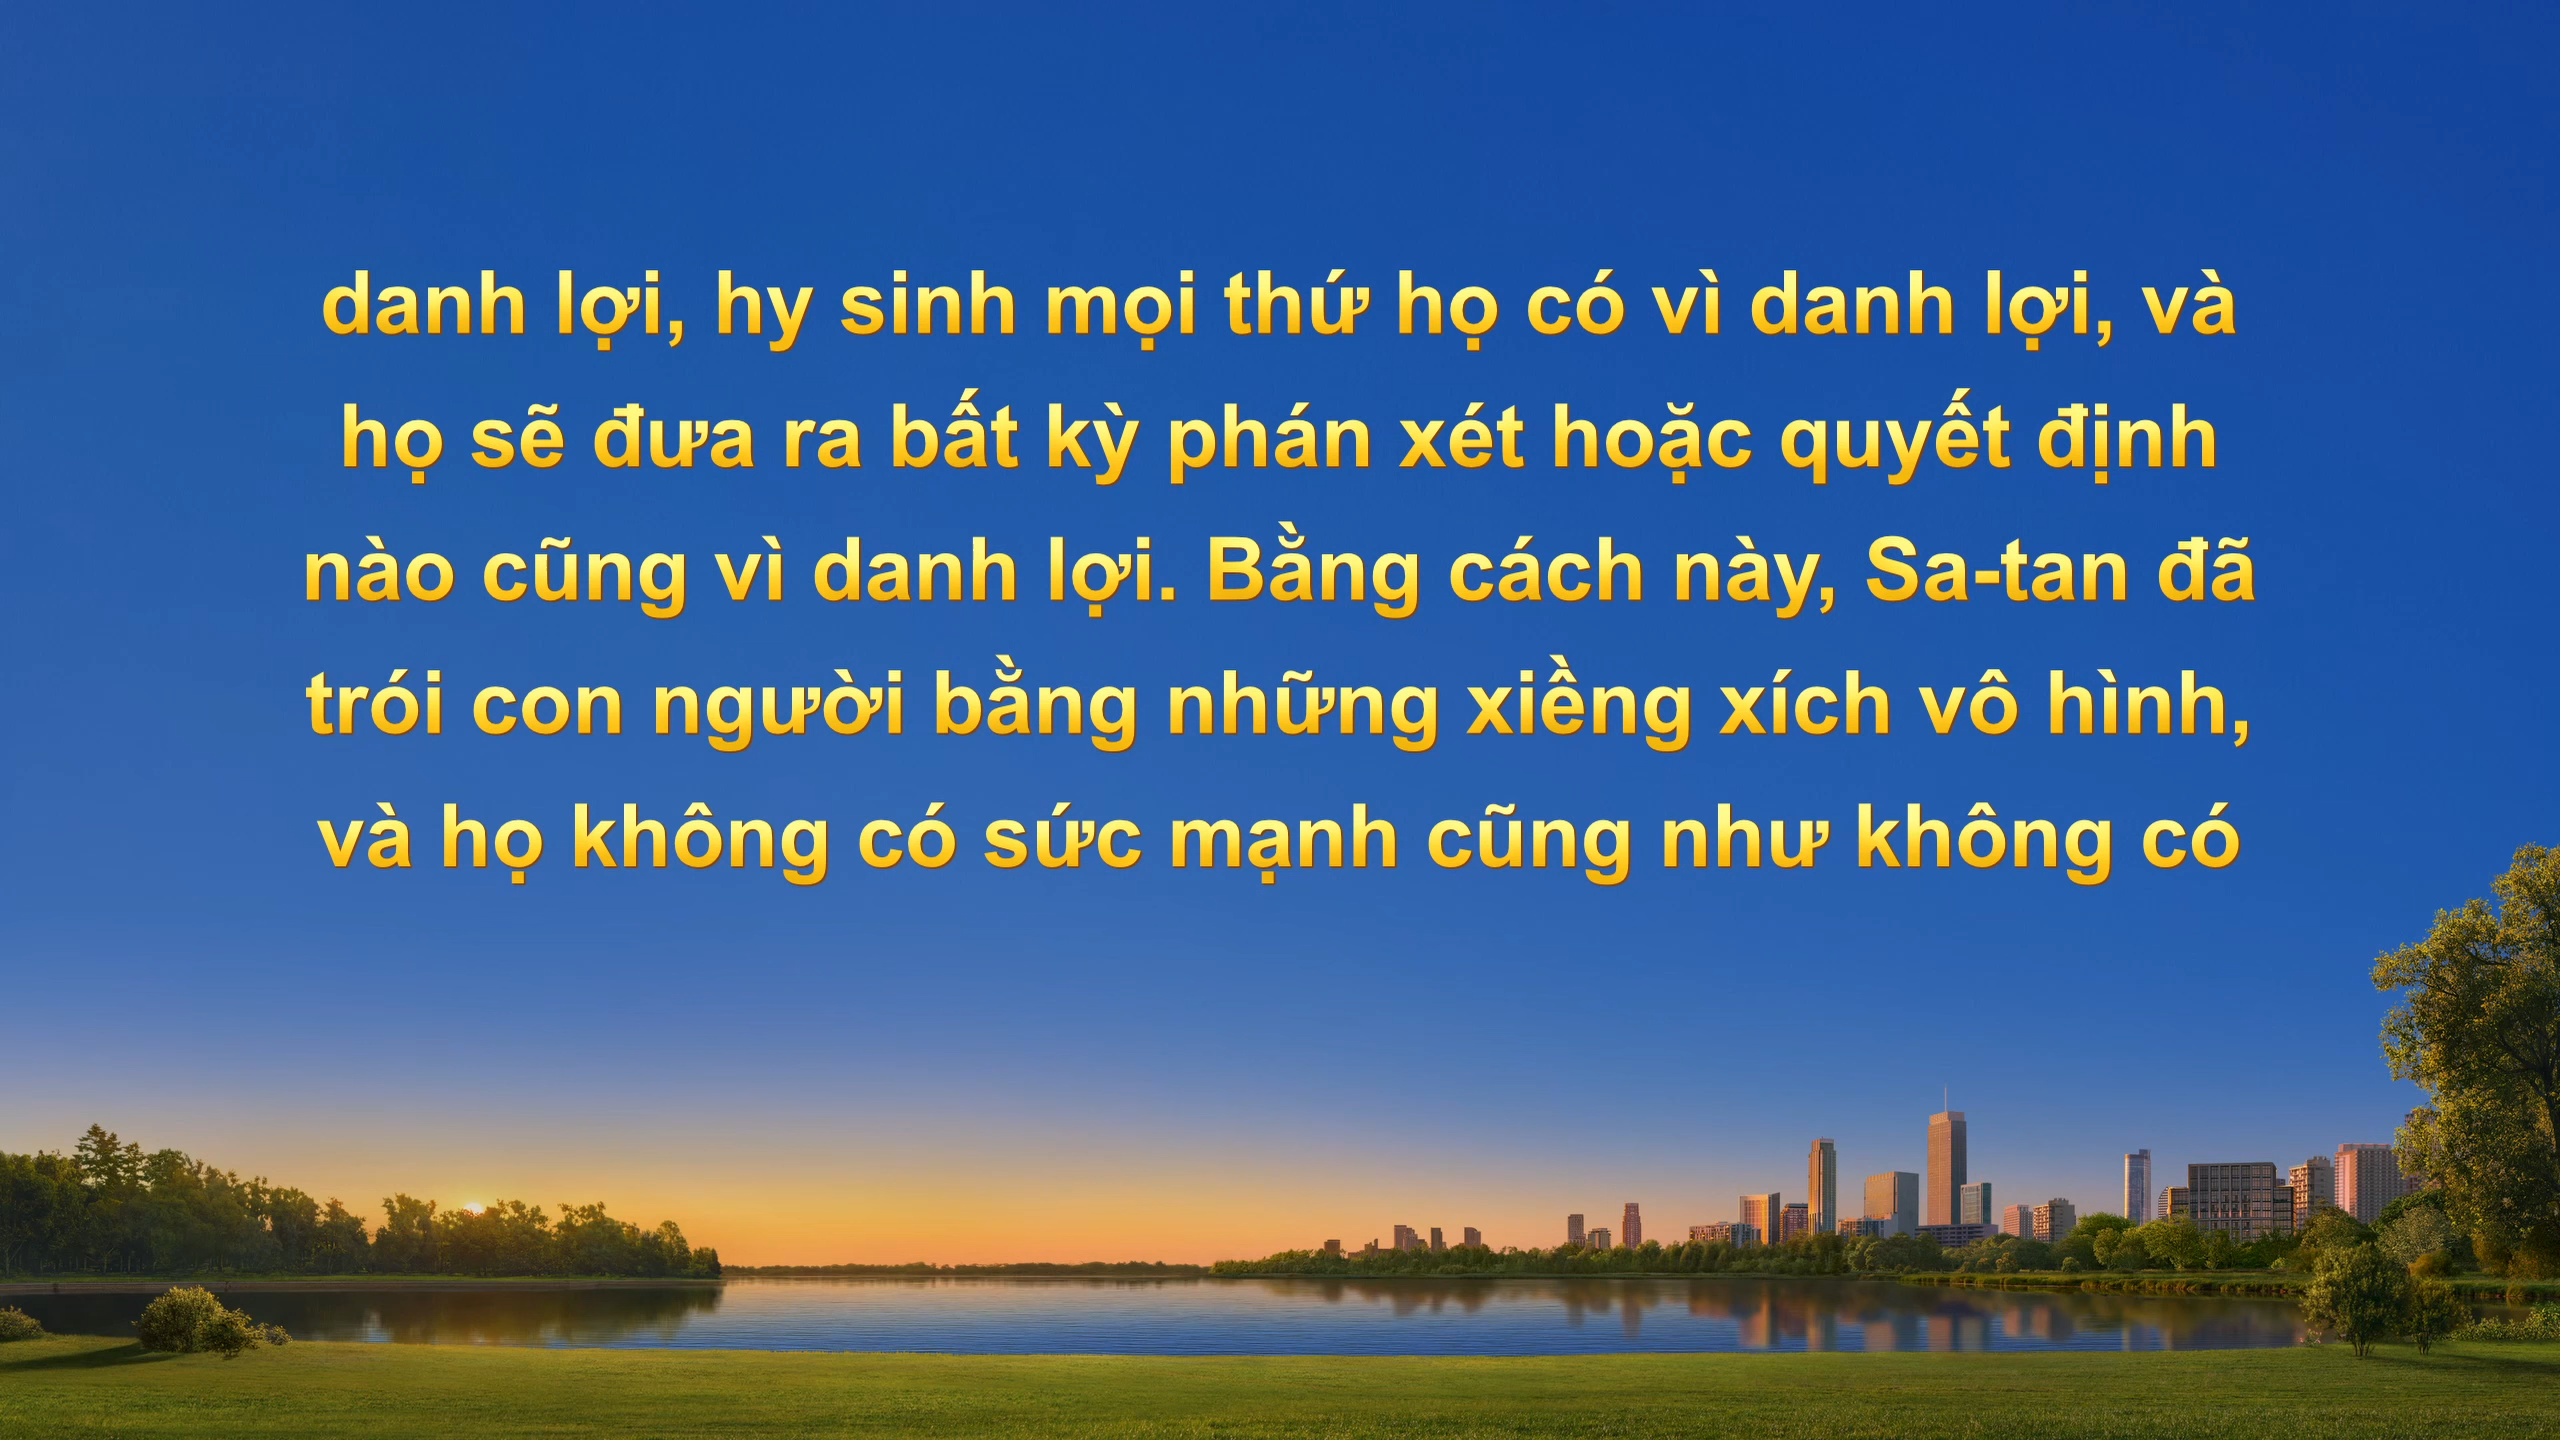 danh lợi, hy sinh mọi thứ họ có vì danh lợi, và
họ sẽ đưa ra bất kỳ phán xét hoặc quyết định
nào cũng vì danh lợi. Bằng cách này, Sa-tan đã
trói con người bằng những xiềng xích vô hình,
và họ không có sức mạnh cũng như không có